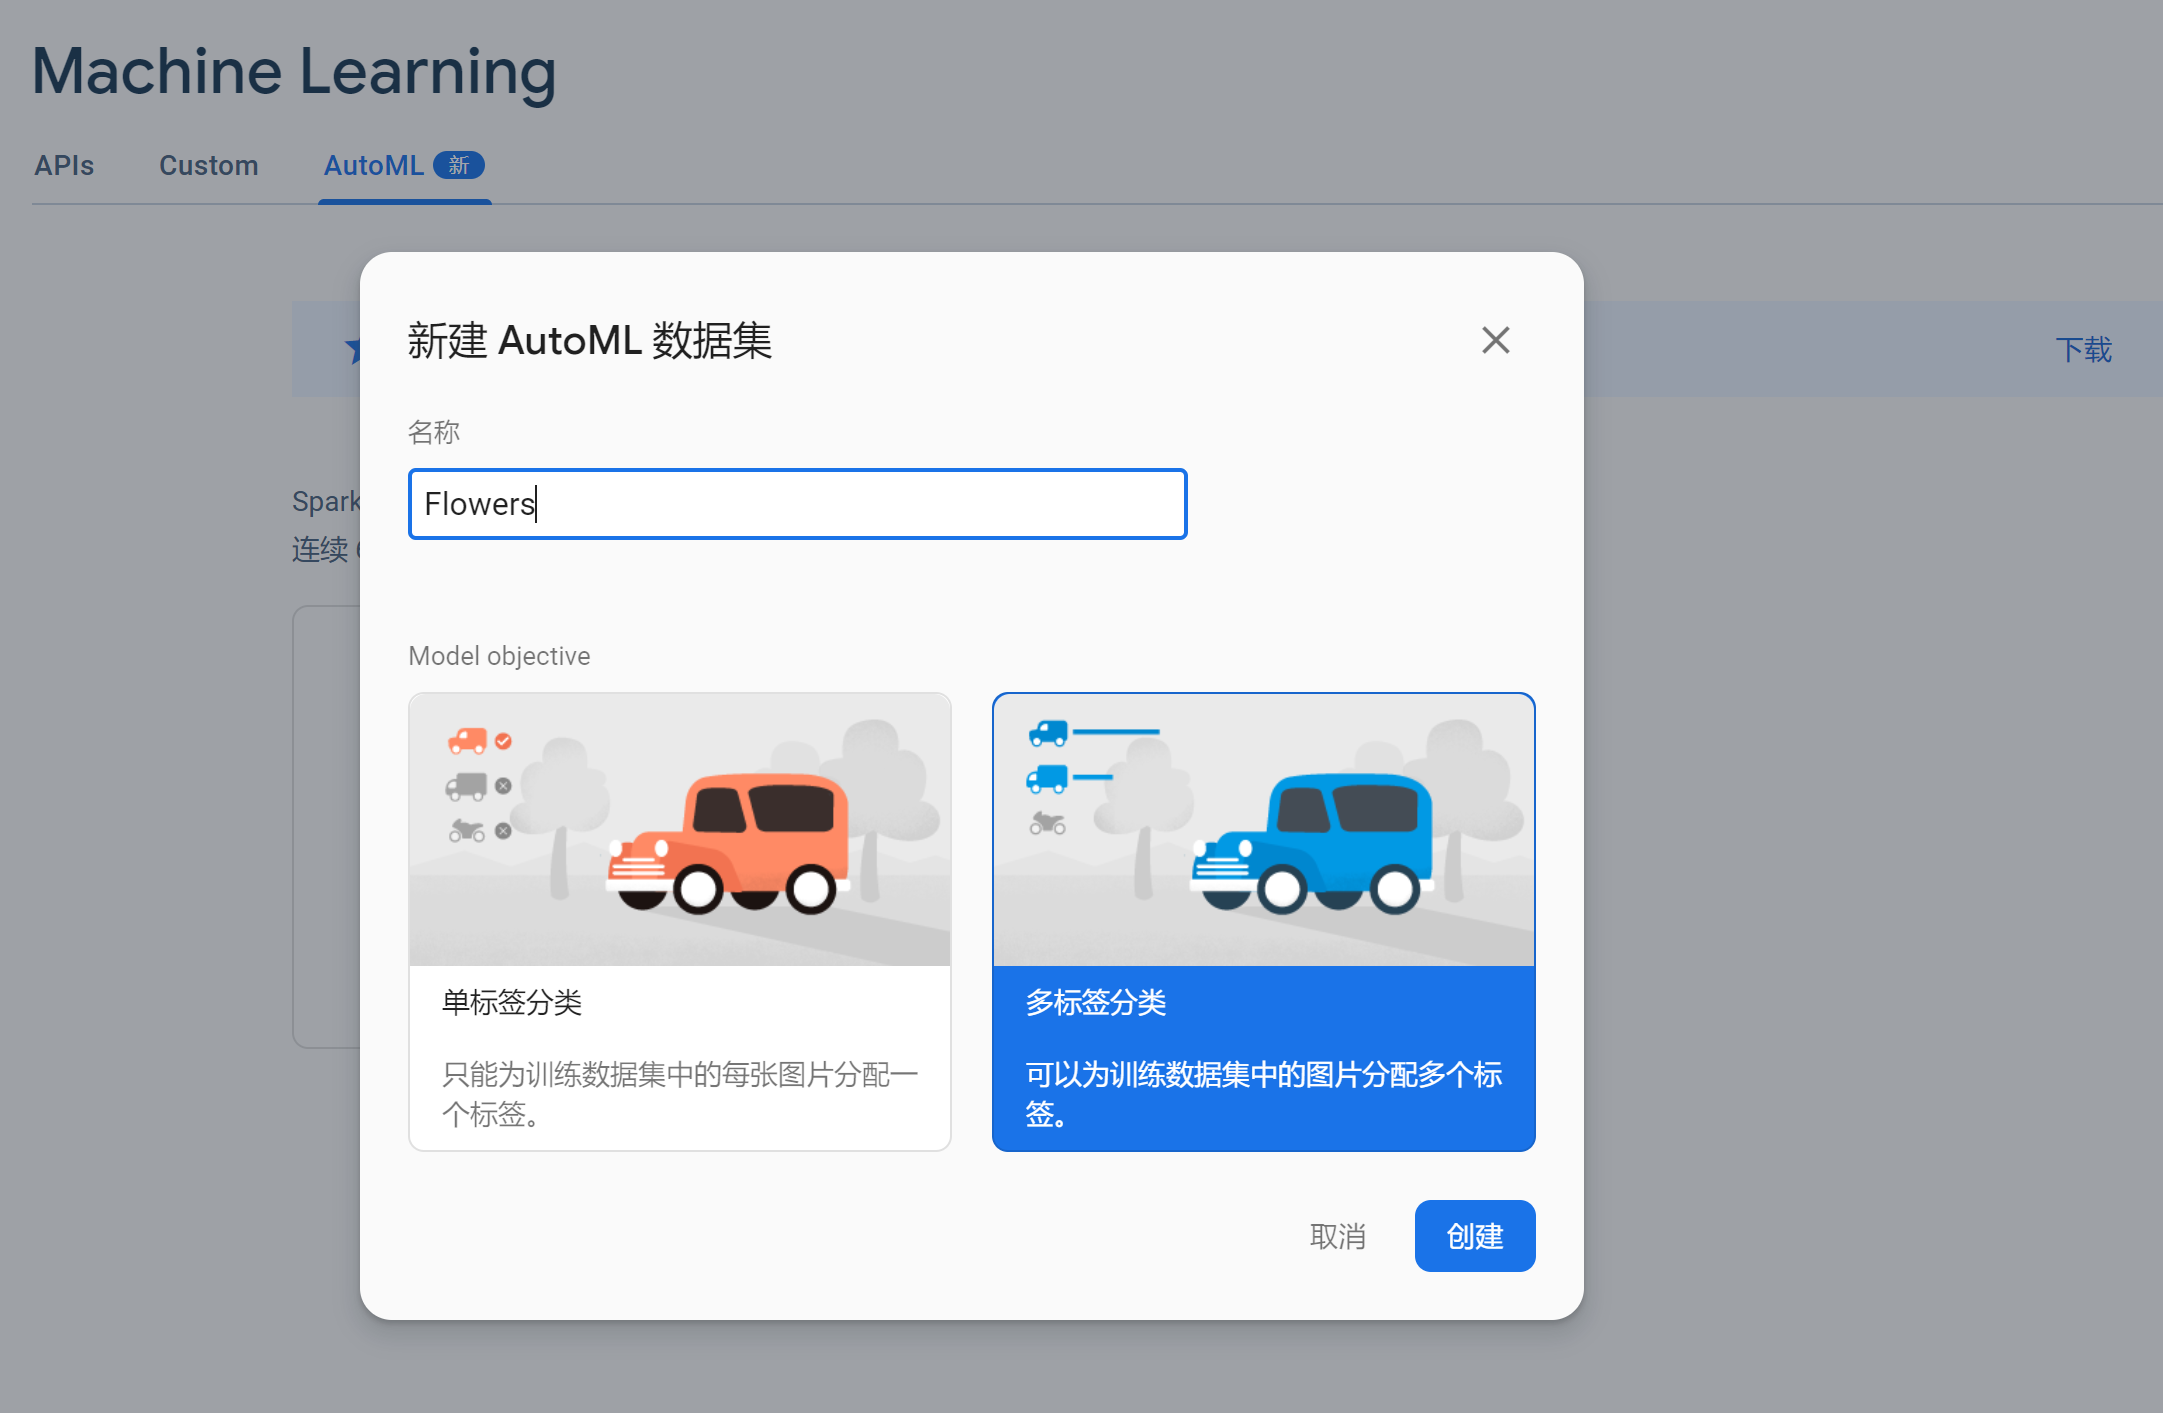 Machine Learning
APIs
Custom
AutoML 新
下载
新建 AutoML 数据集
名称
Flowers
Spark
连续
Model objective
单标签分类
只能为训练数据集中的每张图片分配一
个标签。
多标签分类
可以为训练数据集中的图片分配多个标
签。
取消
创建